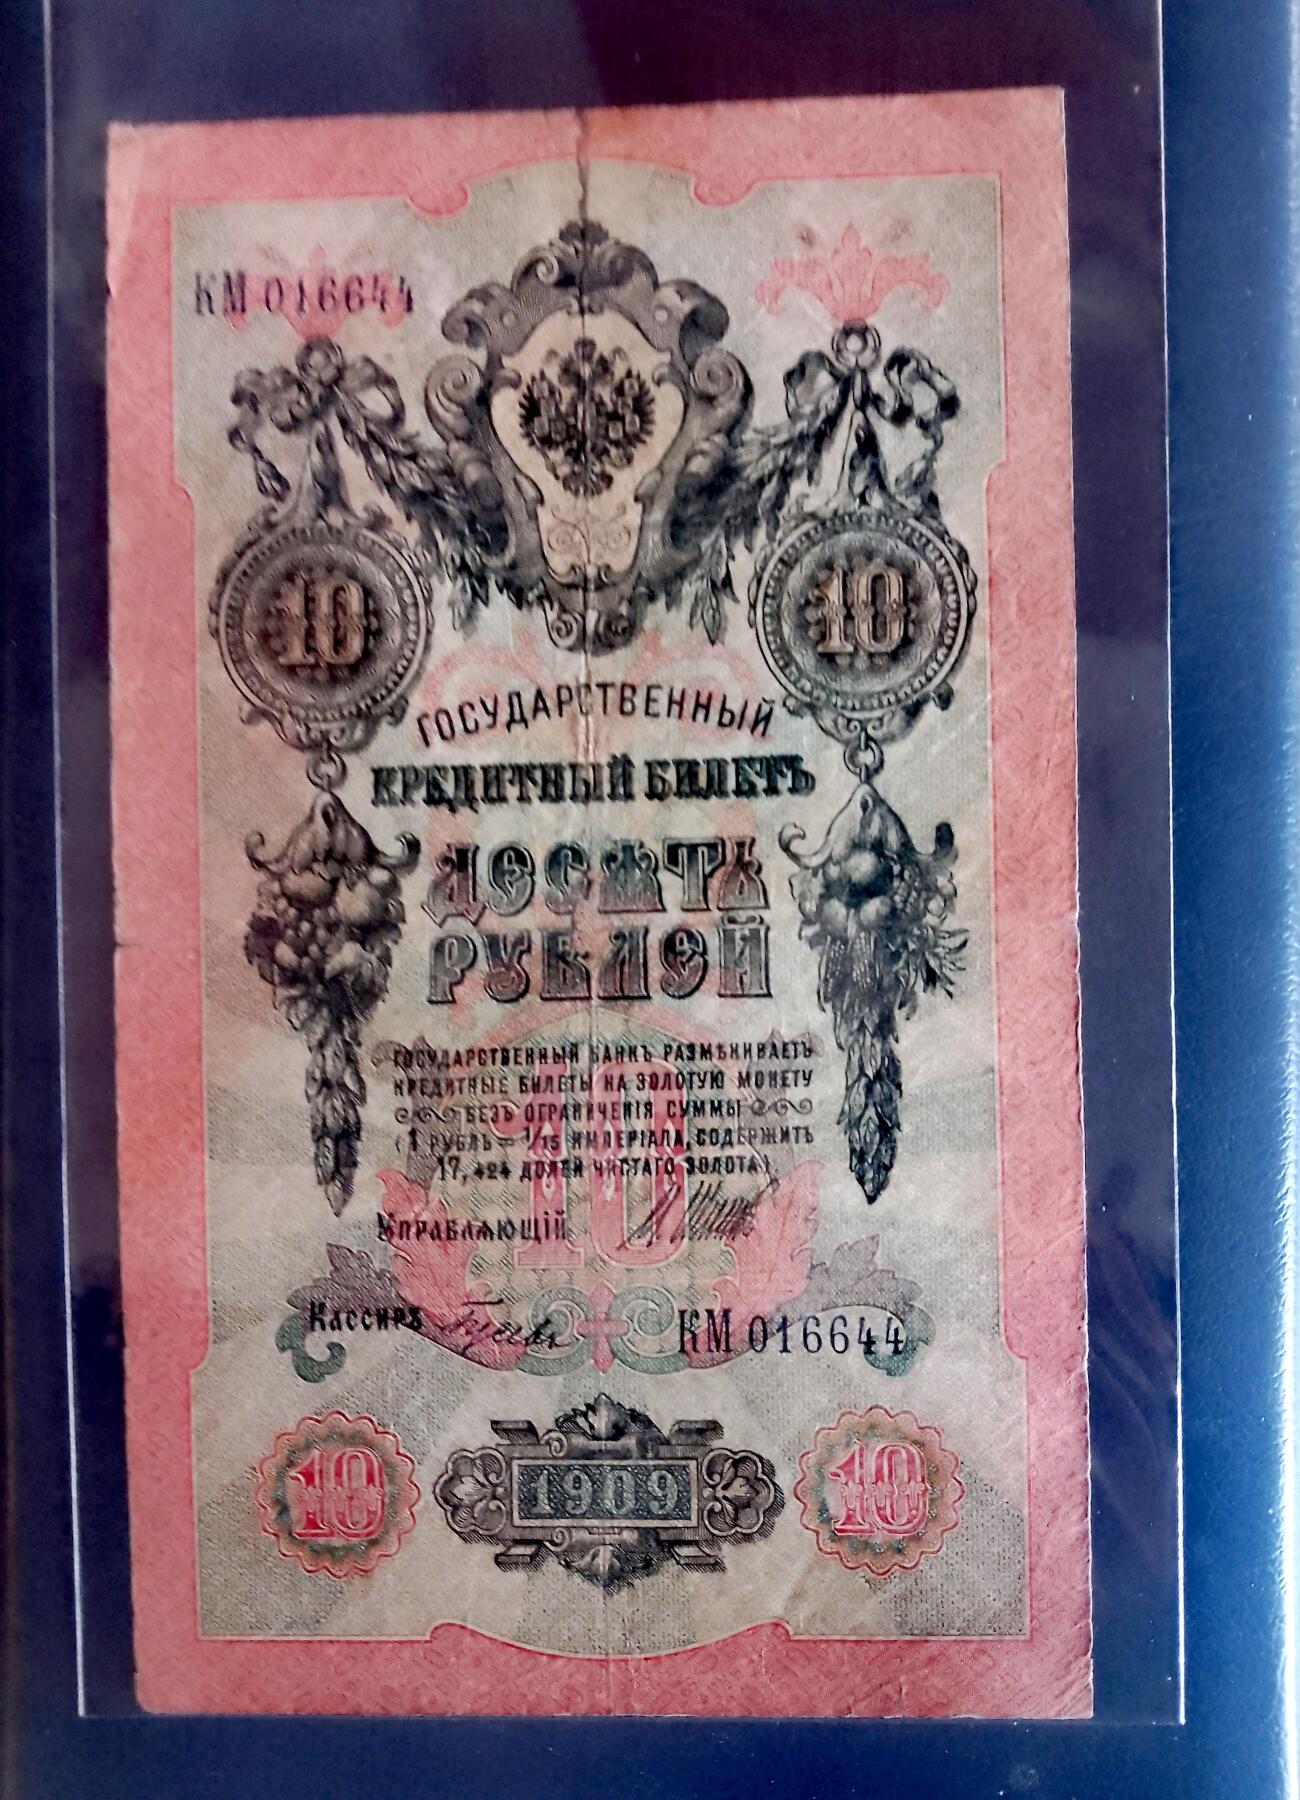 КМ 016644
10 10
ГОСУДАРСТВЕННЫЙ
КРЕДИТНЫЙ БИЛЕТЪ
ДЕСЯТЬ
РУБЛЕЙ
ГОСУДАРСТВЕННЫЙ БАНКЪ РАЗМѢНИВАЕТЪ
КРЕДИТНЫЕ БИЛЕТЫ НА ЗОЛОТУЮ МОНЕТУ
БЕЗЪ ОГРАНИЧЕНІЯ СУММЫ
(1 РУБЛЬ = 1/15 ИМПЕРІАЛА, СОДЕРЖИТЪ
17,424 ДОЛЕЙ ЧИСТАГО ЗОЛОТА).
10
Управляющій
Кассиръ КМ 016644
10 1909 10